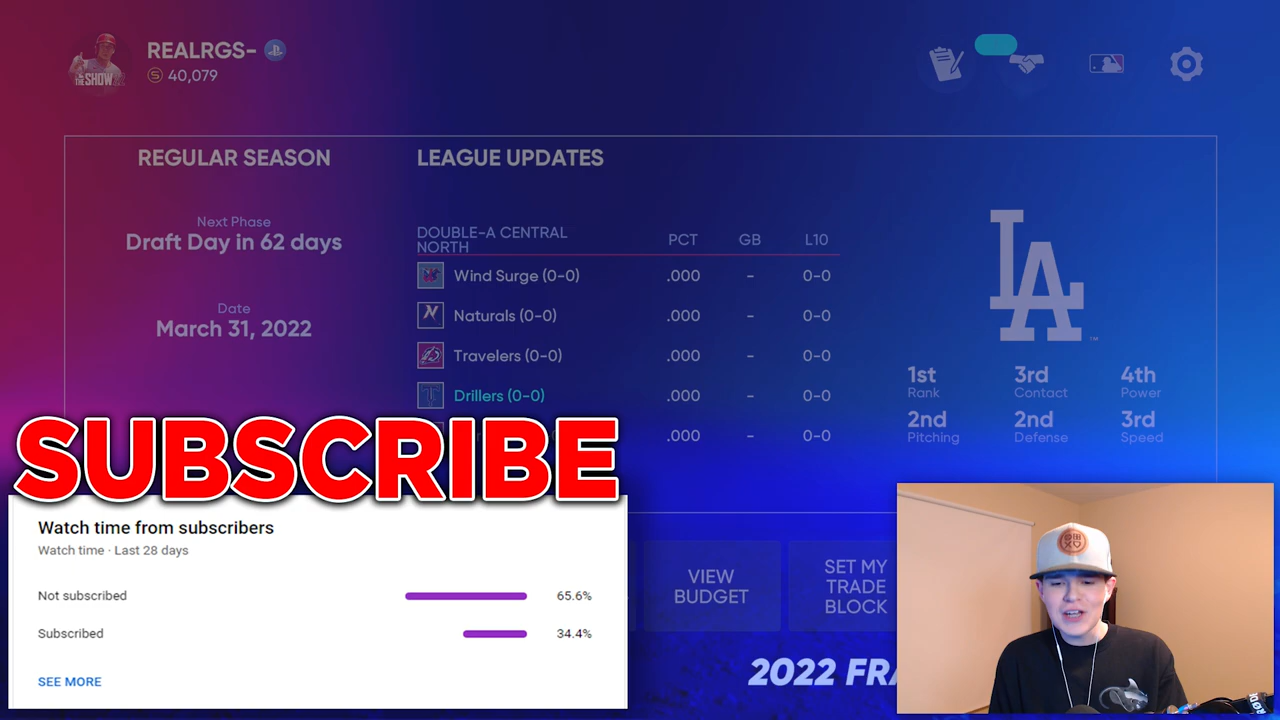 REALRGS-
40,079
THE SHOW
REGULAR SEASON
Next Phase
Draft Day in 62 days
Date
March 31, 2022
LEAGUE UPDATES
DOUBLE-A CENTRAL NORTH PCT GB L10
Wind Surge (0-0) .000 - 0-0
Naturals (0-0) .000 - 0-0
Travelers (0-0) .000 - 0-0
Drillers (0-0) .000 - 0-0
.000 - 0-0
LA
TM
1st
Rank
3rd
Contact
4th
Power
2nd
Pitching
2nd
Defense
3rd
Speed
SUBSCRIBE
Watch time from subscribers
Watch time · Last 28 days
Not subscribed 65.6%
Subscribed 34.4%
SEE MORE
VIEW
BUDGET
SET MY
TRADE
BLOCK
2022 FRA